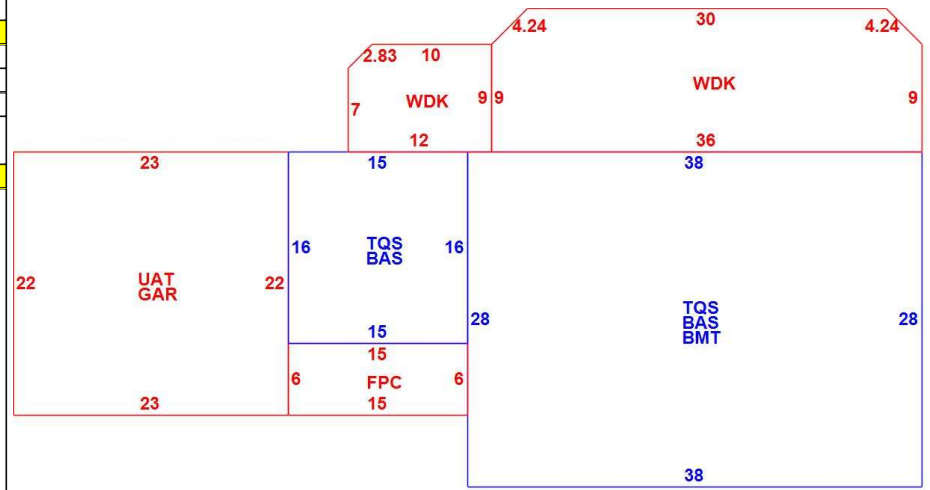 30
4.24 4.24
2.83 10
WDK
WDK
7 9 9 9
12 36
23 15 38
16 TQS 16
BAS
22 UAT 22
GAR
TQS
BAS
BMT
28 28
15
15
6 FPC 6
23 15
38